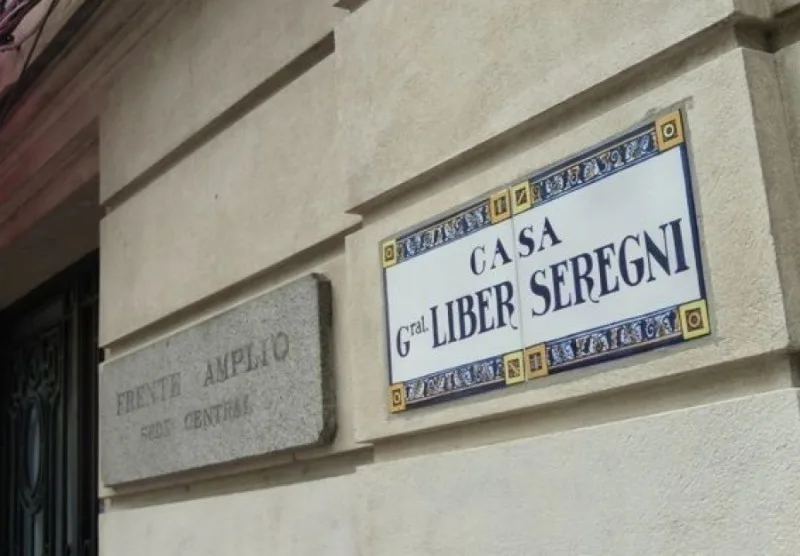 FRENTE AMPLIO
SEDE CENTRAL
CASA
Gral. LIBER SEREGNI